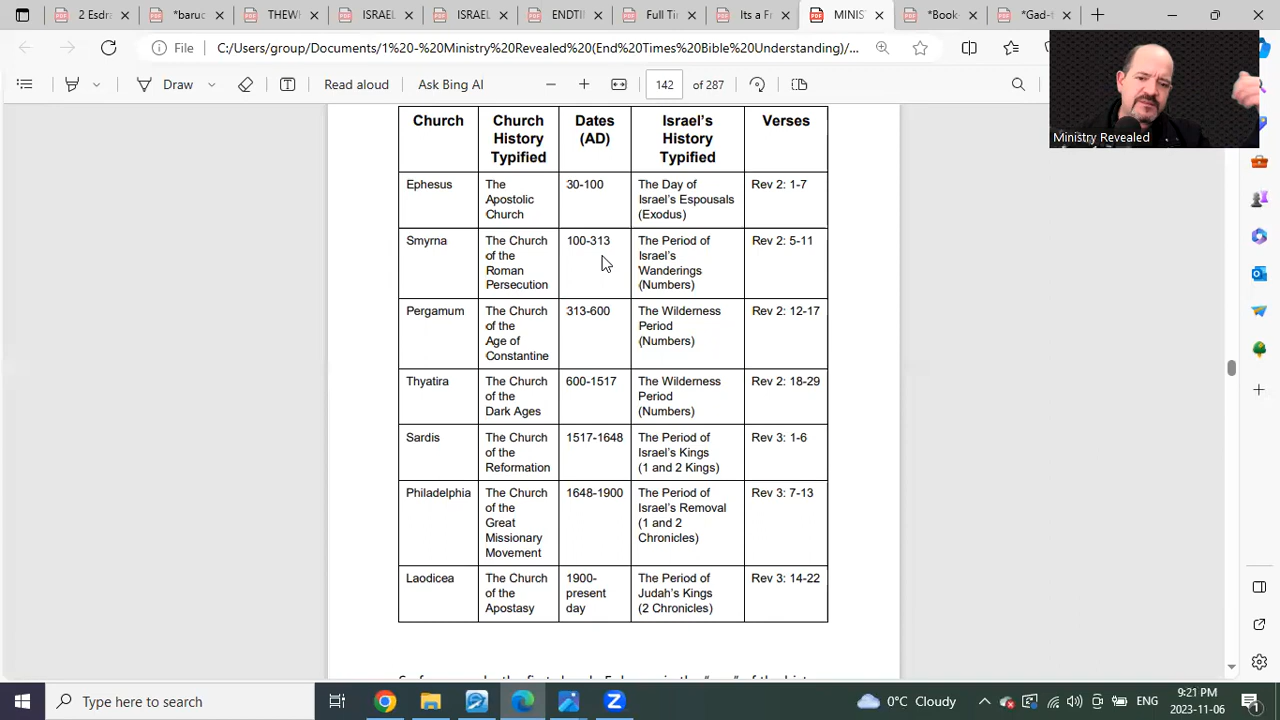 2 Esdra
*baruc
THEWH
ISRAEL
ISRAEL
ENDTIM
Full Tim
Its a Fr
MINIS
*Book-
*Gad-t
File
C:/Users/group/Documents/1%20-%20Ministry%20Revealed%20(End%20Times%20Bible%20Understanding)/...
Draw
Read aloud
Ask Bing AI
142 of 287
Ministry Revealed
Church
Church
History
Typified
Dates
(AD)
Israel's
History
Typified
Verses
Ephesus
The
Apostolic
Church
30-100
The Day of
Israel's Espousals
(Exodus)
Rev 2: 1-7
Smyrna
The Church
of the
Roman
Persecution
100-313
The Period of
Israel's
Wanderings
(Numbers)
Rev 2: 5-11
Pergamum
The Church
of the
Age of
Constantine
313-600
The Wilderness
Period
(Numbers)
Rev 2: 12-17
Thyatira
The Church
of the
Dark Ages
600-1517
The Wilderness
Period
(Numbers)
Rev 2: 18-29
Sardis
The Church
of the
Reformation
1517-1648
The Period of
Israel's Kings
(1 and 2 Kings)
Rev 3: 1-6
Philadelphia
The Church
of the
Great
Missionary
Movement
1648-1900
The Period of
Israel's Removal
(1 and 2
Chronicles)
Rev 3: 7-13
Laodicea
The Church
of the
Apostasy
1900-
present
day
The Period of
Judah's Kings
(2 Chronicles)
Rev 3: 14-22
Type here to search
0°C Cloudy
ENG
9:21 PM
2023-11-06
1